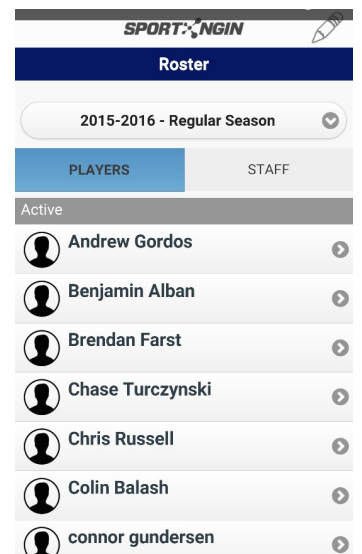 SPORT NGIN
Roster
2015-2016 - Regular Season
PLAYERS STAFF
Active
Andrew Gordos
Benjamin Alban
Brendan Farst
Chase Turczynski
Chris Russell
Colin Balash
connor gundersen